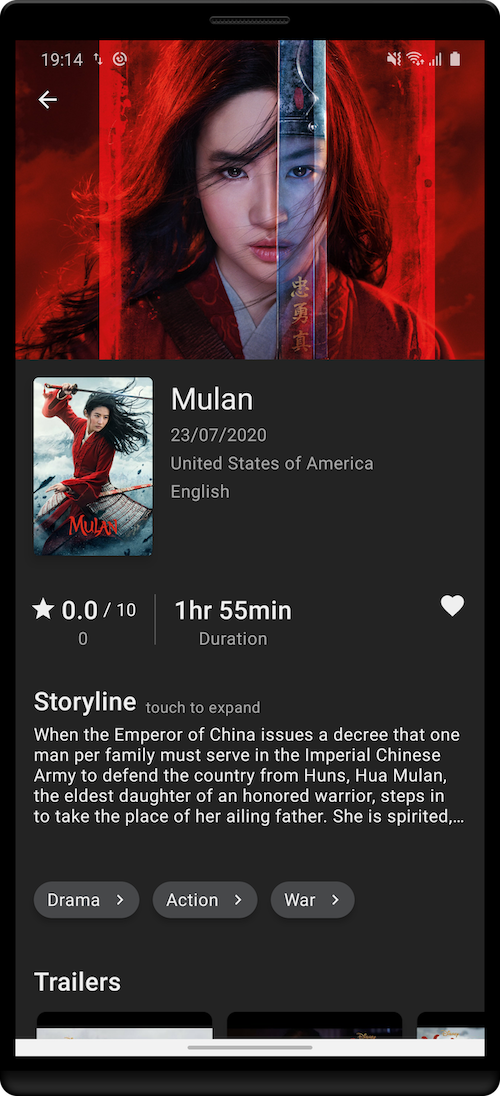 19:14
忠
勇
真
MULAN
Mulan
23/07/2020
United States of America
English
0.0 / 10
0
1hr 55min
Duration
Storyline touch to expand
When the Emperor of China issues a decree that one
man per family must serve in the Imperial Chinese
Army to defend the country from Huns, Hua Mulan,
the eldest daughter of an honored warrior, steps in
to take the place of her ailing father. She is spirited,…
Drama
Action
War
Trailers